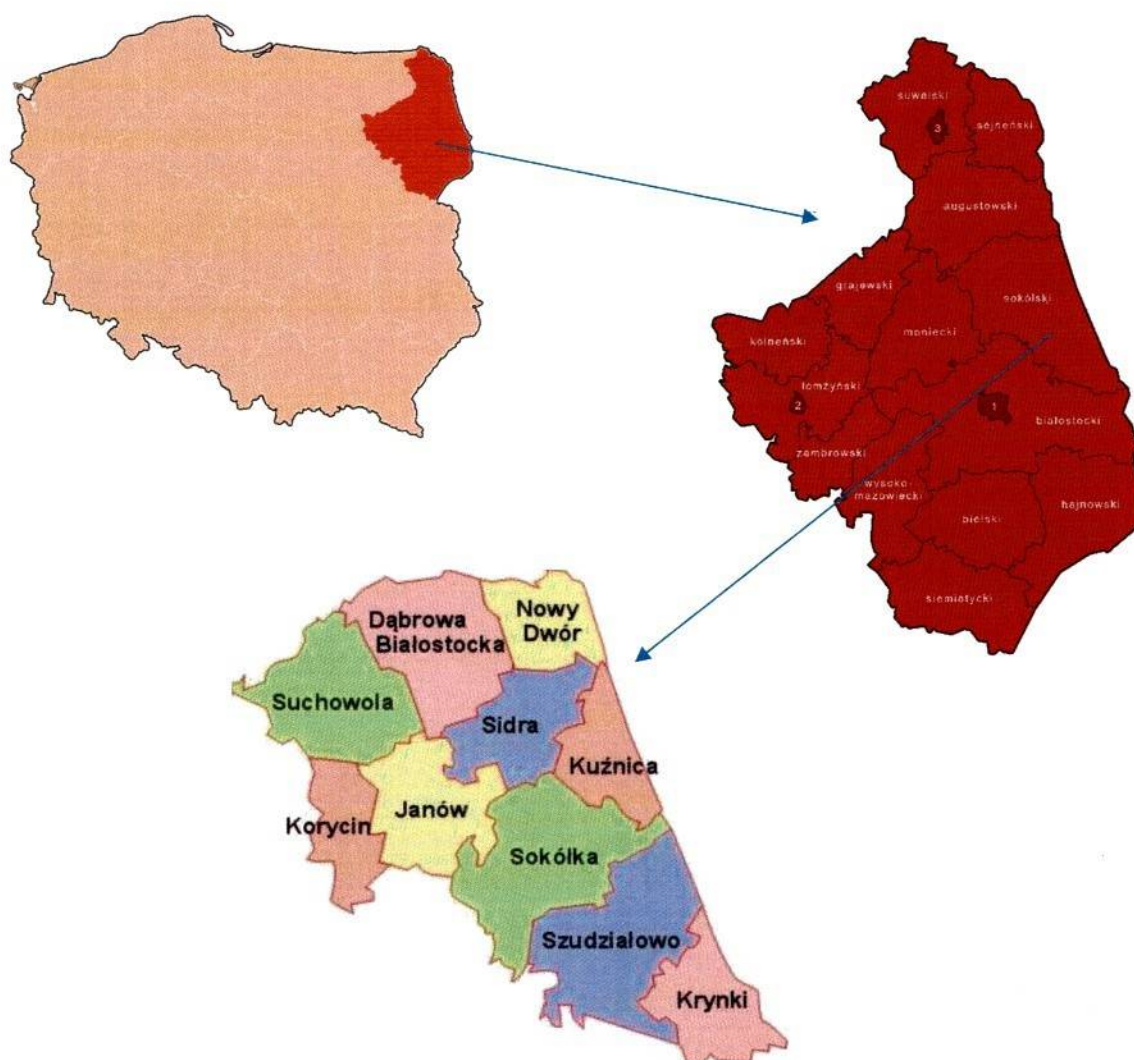 suwalski
3
sejneński
augustowski
grajewski
sokólski
moniecki
kolneński
łomżyński
2
1
białostocki
zambrowski
wysoko-
mazowiecki
hajnowski
bielski
siemiatycki
Nowy
Dwór
Dąbrowa
Białostocka
Suchowola
Sidra
Kuźnica
Janów
Korycin
Sokółka
Szudziałowo
Krynki